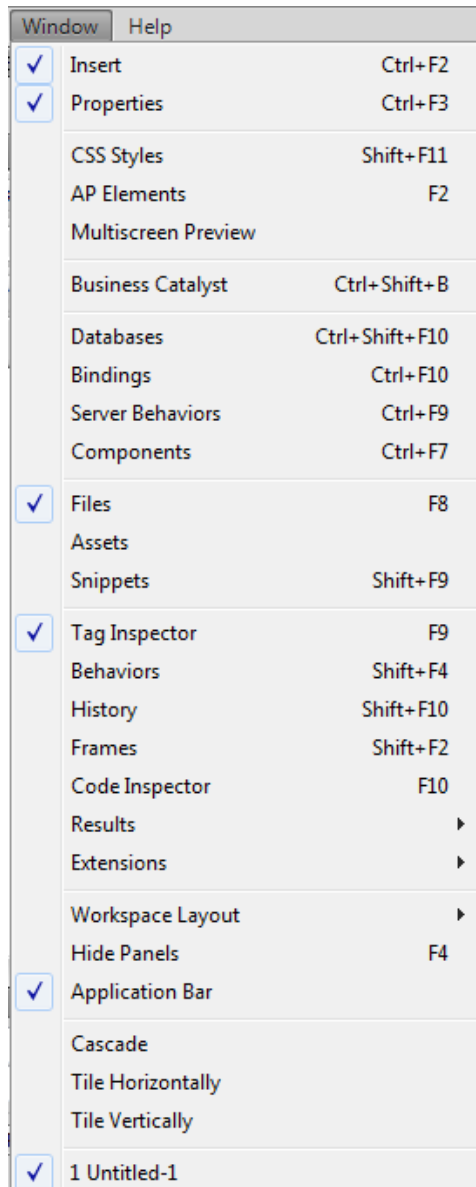 Window Help
Insert Ctrl+F2
Properties Ctrl+F3
CSS Styles Shift+F11
AP Elements F2
Multiscreen Preview
Business Catalyst Ctrl+Shift+B
Databases Ctrl+Shift+F10
Bindings Ctrl+F10
Server Behaviors Ctrl+F9
Components Ctrl+F7
Files F8
Assets
Snippets Shift+F9
Tag Inspector F9
Behaviors Shift+F4
History Shift+F10
Frames Shift+F2
Code Inspector F10
Results
Extensions
Workspace Layout
Hide Panels F4
Application Bar
Cascade
Tile Horizontally
Tile Vertically
1 Untitled-1